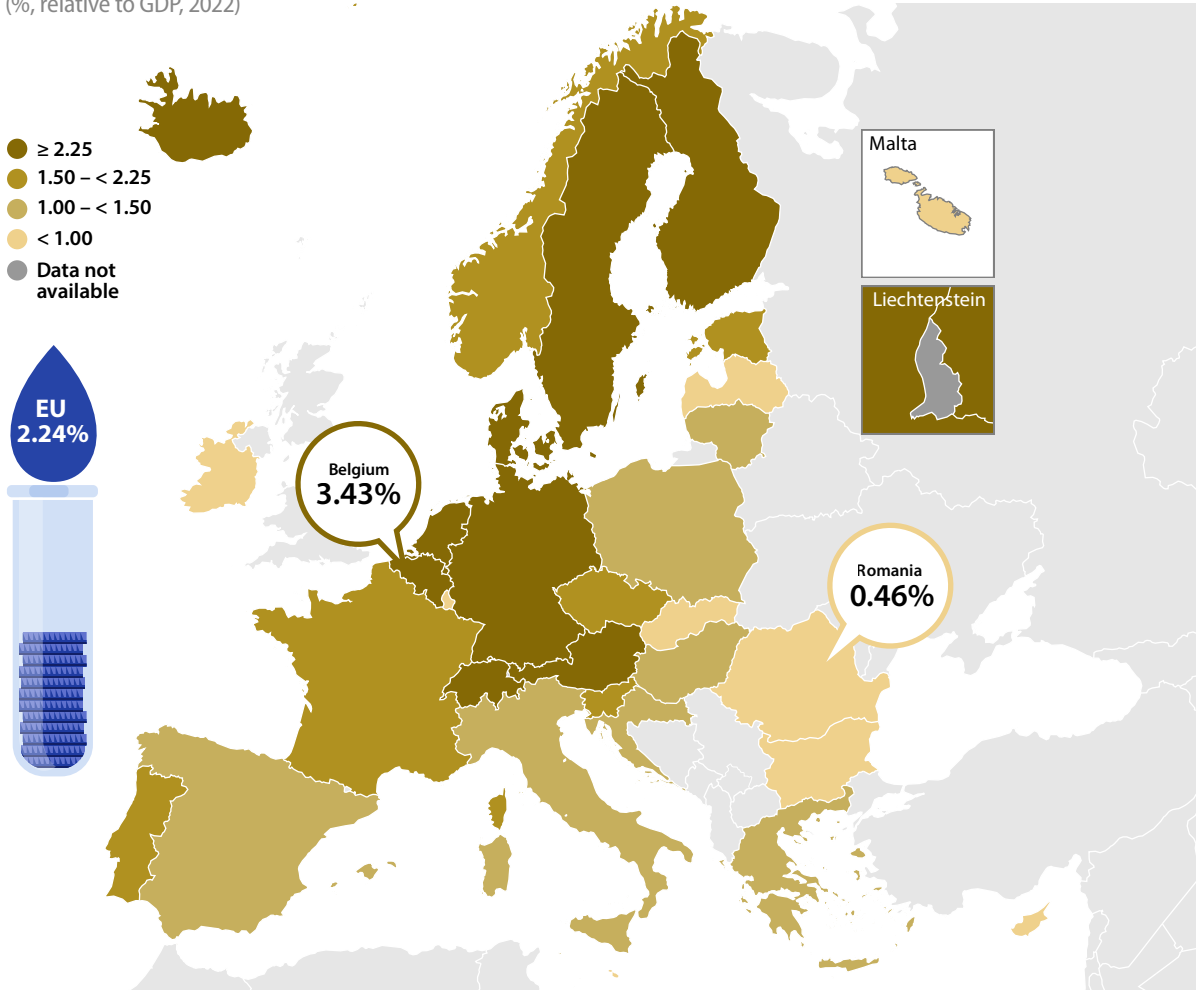 (%, relative to GDP, 2022)
≥ 2.25
1.50 – < 2.25
1.00 – < 1.50
< 1.00
Data not
available
EU
2.24%
Belgium
3.43%
Romania
0.46%
Malta
Liechtenstein